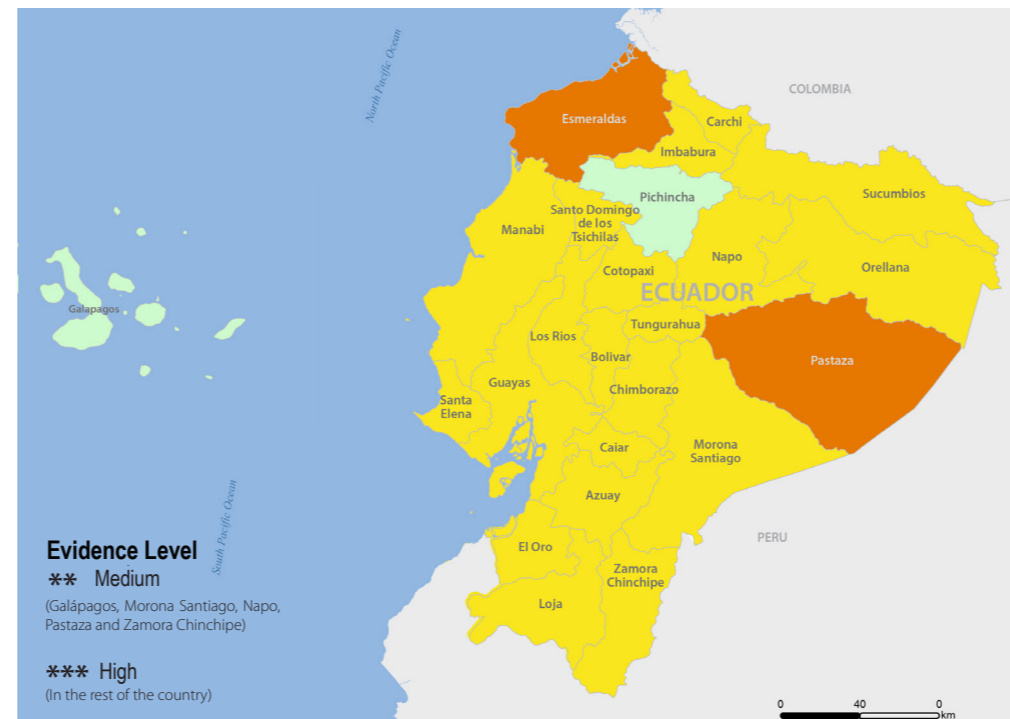 North Pacific Ocean
COLOMBIA
Esmeraldas
Carchi
Imbabura
Pichincha
Sucumbios
Santo Domingo
de los
Tsichilas
Manabi
Napo
Orellana
Cotopaxi
ECUADOR
Galapagos
Tungurahua
Los Rios
Bolivar
Pastaza
Guayas
Chimborazo
Santa
Elena
Caiar
Morona
Santiago
Azuay
South Pacific Ocean
PERU
El Oro
Zamora
Chinchipe
Loja
Evidence Level
** Medium
(Galápagos, Morona Santiago, Napo,
Pastaza and Zamora Chinchipe)
*** High
(In the rest of the country)
0 40 0
km